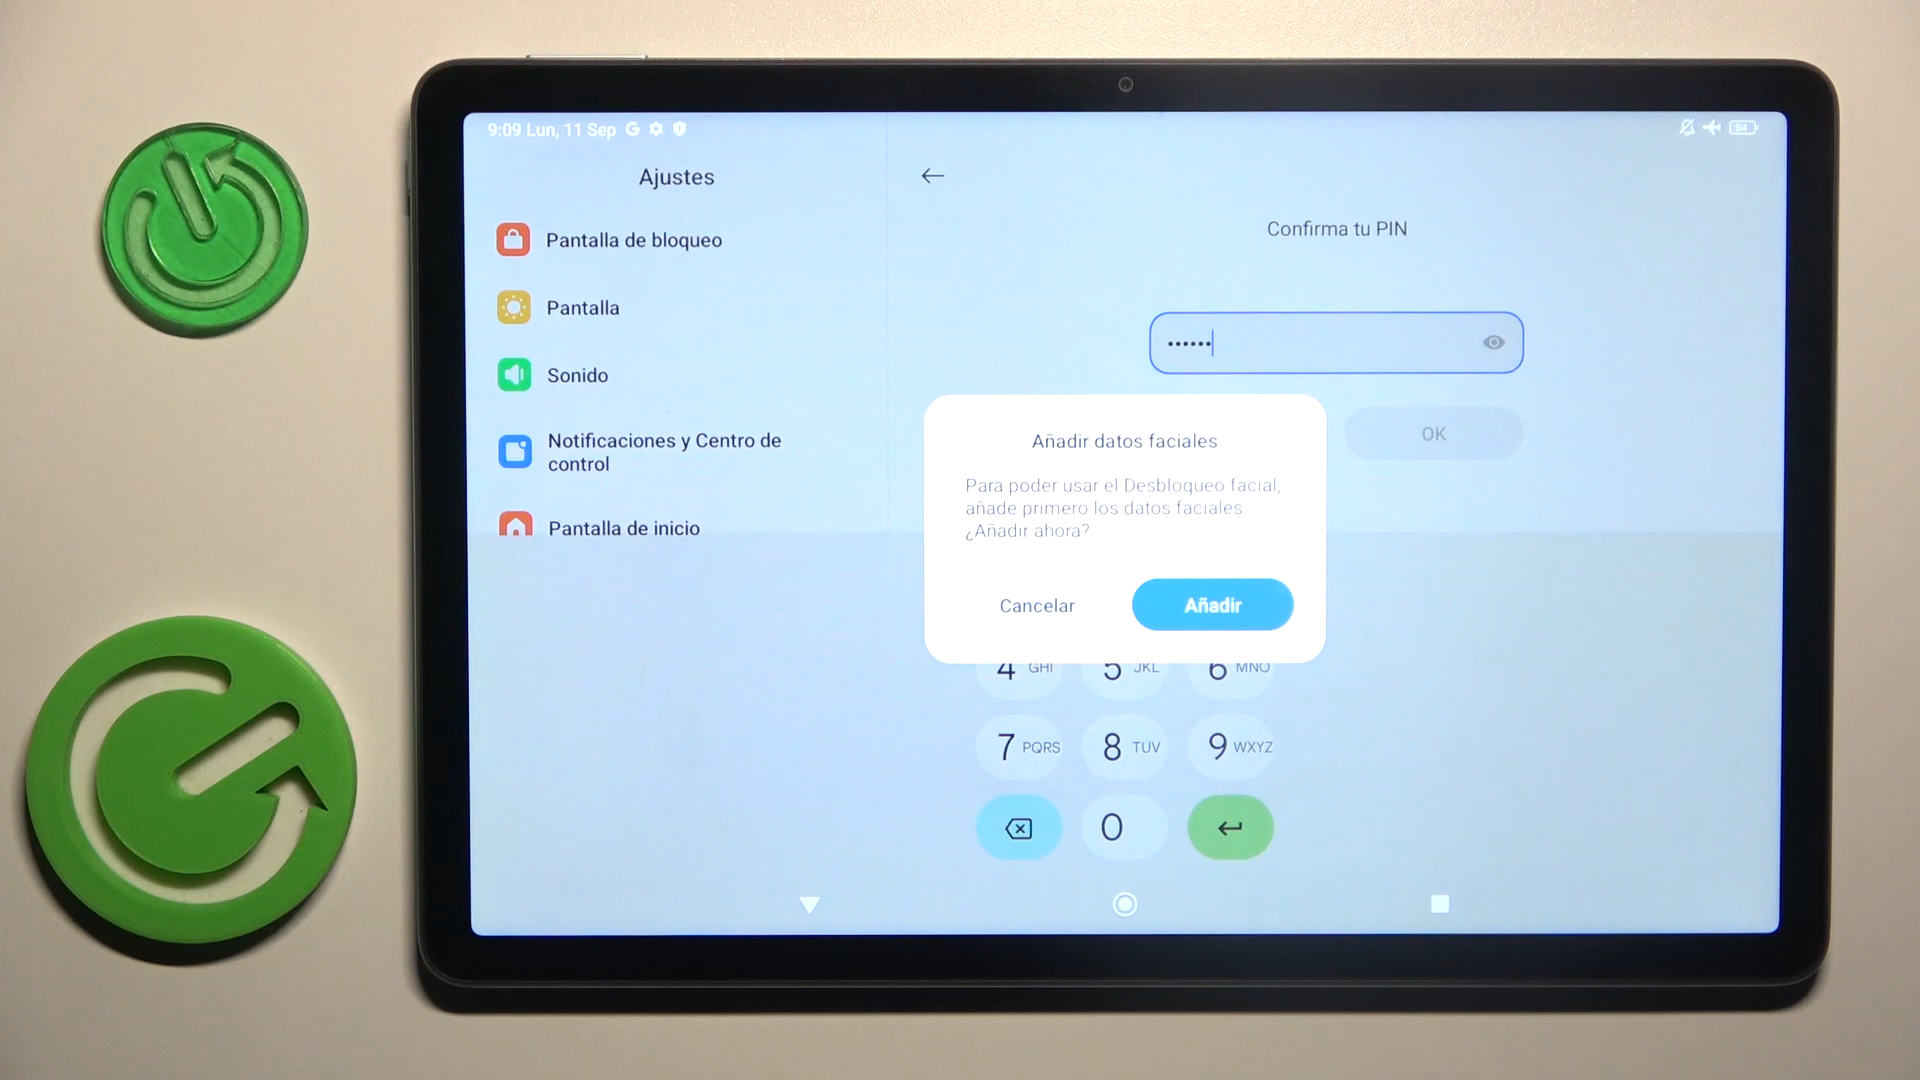 9:09 Lun, 11 Sep G
54
Ajustes
Pantalla de bloqueo
Pantalla
Sonido
Notificaciones y Centro de
control
Pantalla de inicio
Confirma tu PIN
••••••
OK
Añadir datos faciales
Para poder usar el Desbloqueo facial,
añade primero los datos faciales.
¿Añadir ahora?
Cancelar
Añadir
4 GHI 5 JKL 6 MNO
7 PQRS 8 TUV 9 WXYZ
0